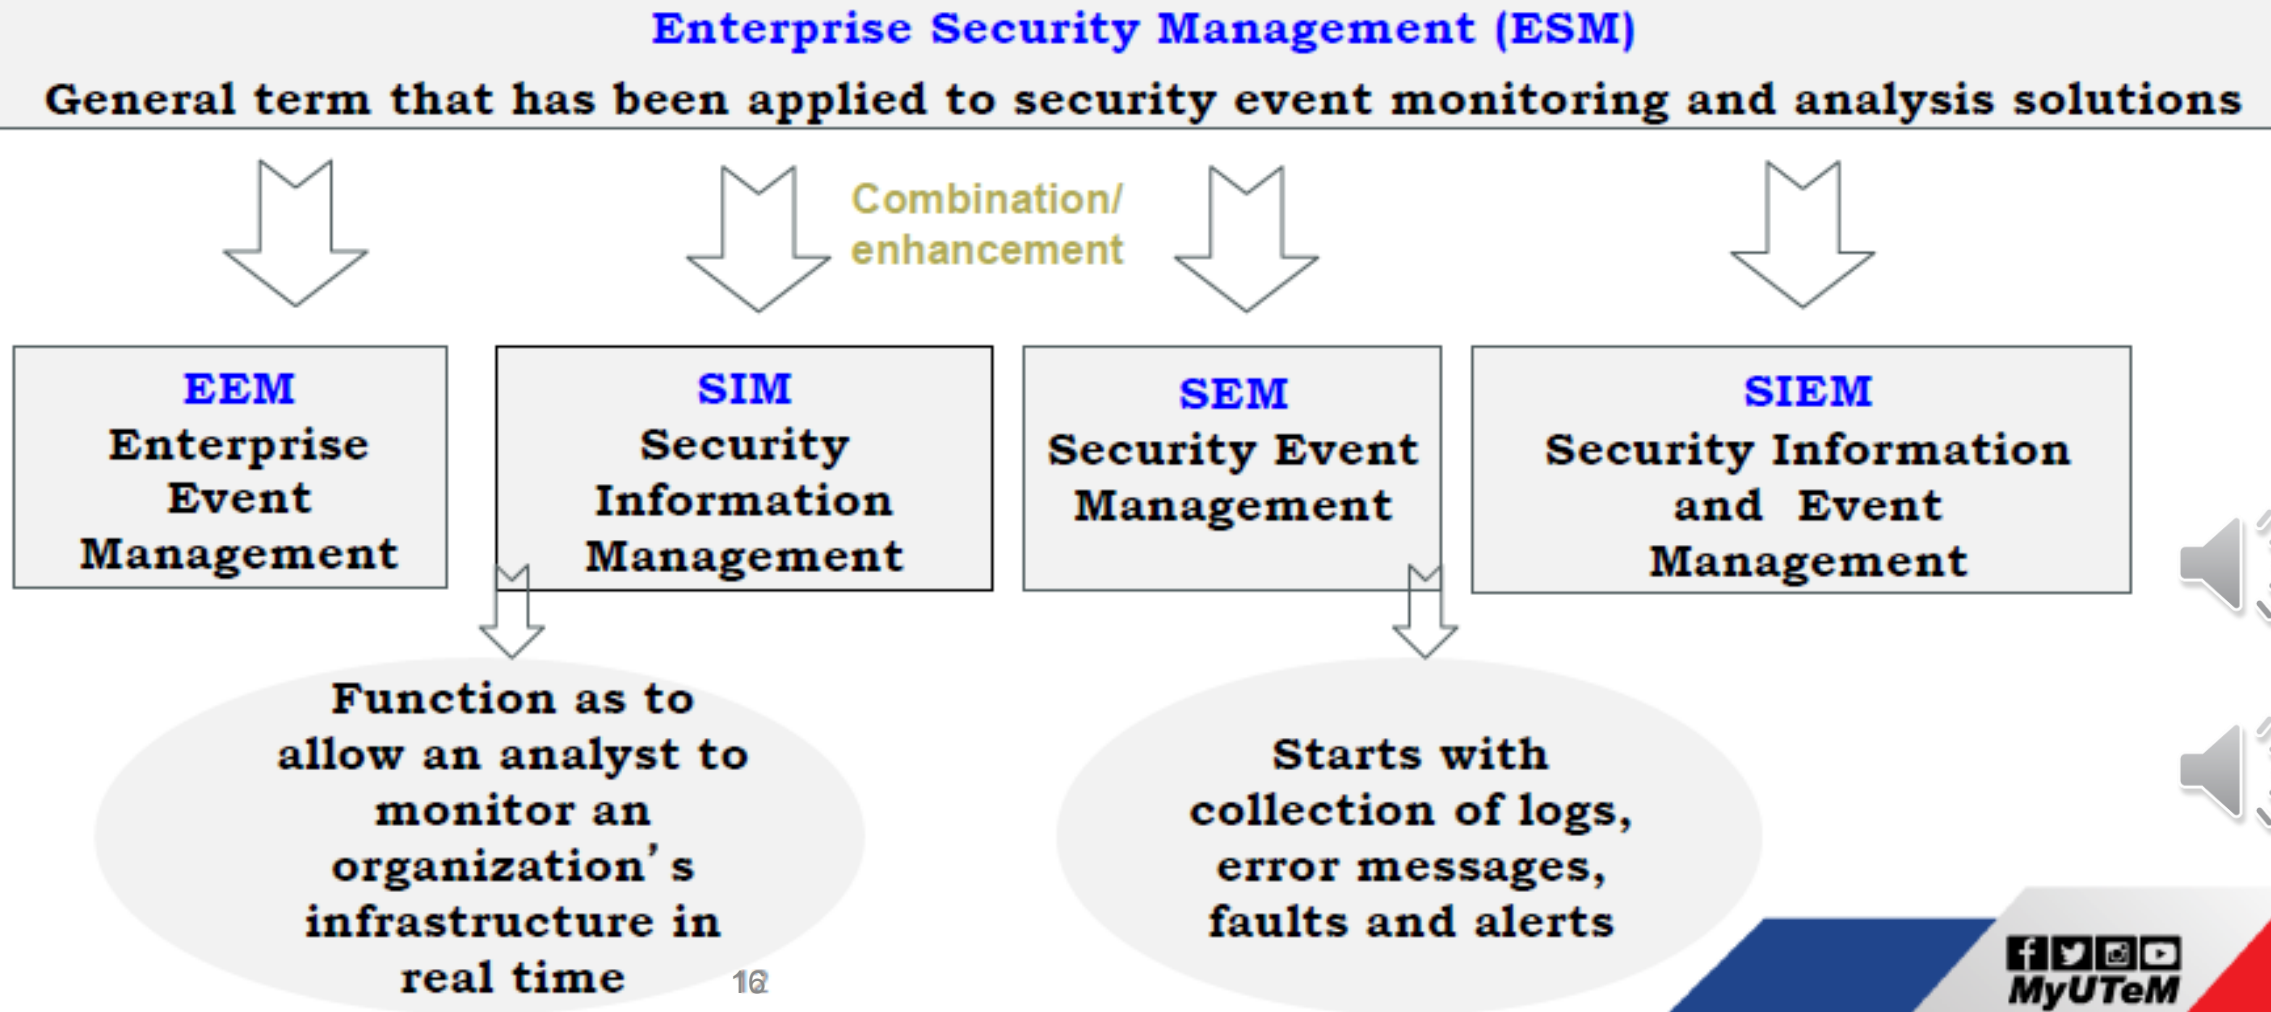 Enterprise Security Management (ESM)
General term that has been applied to security event monitoring and analysis solutions
Combination/
enhancement
EEM
Enterprise
Event
Management
SIM
Security
Information
Management
SEM
Security Event
Management
SIEM
Security Information
and Event
Management
Function as to
allow an analyst to
monitor an
organization's
infrastructure in
real time
Starts with
collection of logs,
error messages,
faults and alerts
MyUTeM